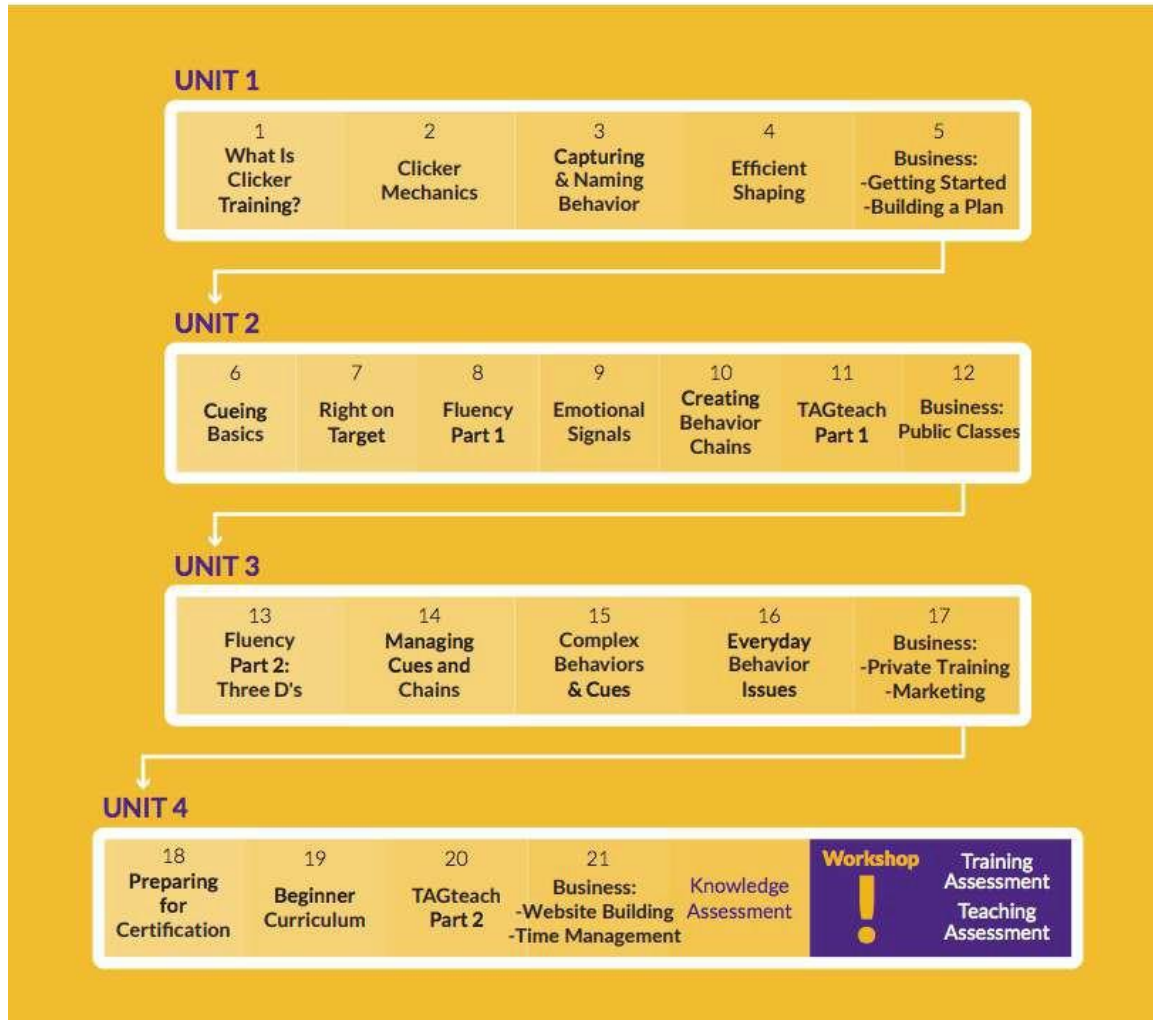 UNIT 1
1
What Is
Clicker
Training?
2
Clicker
Mechanics
3
Capturing
& Naming
Behavior
4
Efficient
Shaping
5
Business:
-Getting Started
-Building a Plan
UNIT 2
6
Cueing
Basics
7
Right on
Target
8
Fluency
Part 1
9
Emotional
Signals
10
Creating
Behavior
Chains
11
TAGteach
Part 1
12
Business:
Public Classes
UNIT 3
13
Fluency
Part 2:
Three D's
14
Managing
Cues and
Chains
15
Complex
Behaviors
& Cues
16
Everyday
Behavior
Issues
17
Business:
-Private Training
-Marketing
UNIT 4
18
Preparing
for
Certification
19
Beginner
Curriculum
20
TAGteach
Part 2
21
Business:
-Website Building
-Time Management
Knowledge
Assessment
Workshop
!
Training
Assessment
Teaching
Assessment